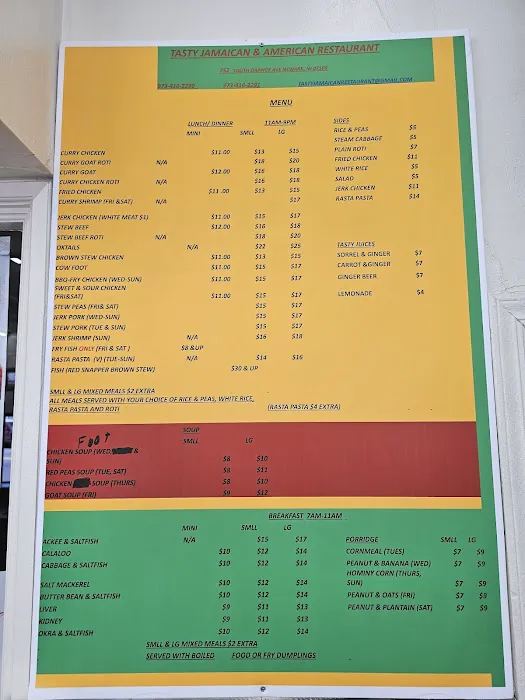 TASTY JAMAICAN & AMERICAN RESTAURANT
752 SOUTH ORANGE AVE NEWARK, NJ 07106
TASTYJAMAICANRESTAURANT@GMAIL.COM
MENU
LUNCH/ DINNER 11AM-9PM
MINI SMLL LG
CURRY CHICKEN $11.00 $13 $15
CURRY GOAT ROTI N/A $18 $20
CURRY GOAT $12.00 $16 $18
CURRY CHICKEN ROTI N/A $16 $18
FRIED CHICKEN $11.00 $13 $15
CURRY SHRIMP (FRI &SAT) N/A $17
JERK CHICKEN (WHITE MEAT $1) $11.00 $15 $17
STEW BEEF $12.00 $16 $18
STEW BEEF ROTI N/A $18 $20
OXTAILS N/A $22 $25
BROWN STEW CHICKEN $11.00 $13 $15
COW FOOT $11.00 $15 $17
BBQ-FRY CHICKEN (WED-SUN) $11.00 $15 $17
SWEET & SOUR CHICKEN
(FRI&SAT) $11.00 $15 $17
STEW PEAS (FRI& SAT) $15 $17
JERK PORK (WED-SUN) $15 $17
STEW PORK (TUE & SUN) $15 $17
JERK SHRIMP (SUN) N/A $16 $18
FRY FISH ONLY (FRI & SAT ) $8 &UP
RASTA PASTA (V) (TUE-SUN) N/A $14 $16
FISH (RED SNAPPER BROWN STEW) $30 & UP
SMLL & LG MIXED MEALS $2 EXTRA
ALL MEALS SERVED WITH YOUR CHOICE OF RICE & PEAS, WHITE RICE,
RASTA PASTA AND ROTI (RASTA PASTA $4 EXTRA)
SIDES
RICE & PEAS $5
STEAM CABBAGE $5
PLAIN ROTI $7
FRIED CHICKEN $11
WHITE RICE $5
SALAD $5
JERK CHICKEN $11
RASTA PASTA $14
TASTY JUICES
SORREL & GINGER $7
CARROT &GINGER $7
GINGER BEER $7
LEMONADE $4
SOUP
SMLL LG
FOOT
CHICKEN SOUP (WED, &
SUN) $8 $10
RED PEAS SOUP (TUE, SAT) $8 $11
CHICKEN SOUP (THURS) $8 $10
GOAT SOUP (FRI) $9 $12
BREAKFAST 7AM-11AM
MINI SMLL LG
ACKEE & SALTFISH N/A $15 $17
CALALOO $10 $12 $14
CABBAGE & SALTFISH $10 $12 $14
SALT MACKEREL $10 $12 $14
BUTTER BEAN & SALTFISH $10 $12 $14
LIVER $9 $11 $13
KIDNEY $9 $11 $13
OKRA & SALTFISH $10 $12 $14
PORRIDGE SMLL LG
CORNMEAL (TUES) $7 $9
PEANUT & BANANA (WED) $7 $9
HOMINY CORN (THURS,
SUN) $7 $9
PEANUT & OATS (FRI) $7 $9
PEANUT & PLANTAIN (SAT) $7 $9
SMLL & LG MIXED MEALS $2 EXTRA
SERVED WITH BOILED FOOD OR FRY DUMPLINGS